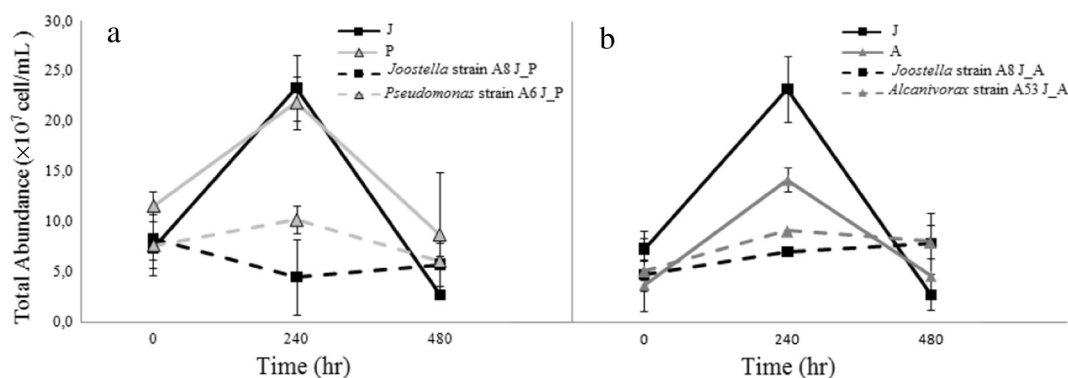 a
J
P
Joostella strain A8 J_P
Pseudomonas strain A6 J_P
b
J
A
Joostella strain A8 J_A
Alcanivorax strain A53 J_A
Total Abundance (×10⁷ cell/mL)
30,0
25,0
20,0
15,0
10,0
5,0
0,0
0 240 480
Time (hr)
0 240 480
Time (hr)